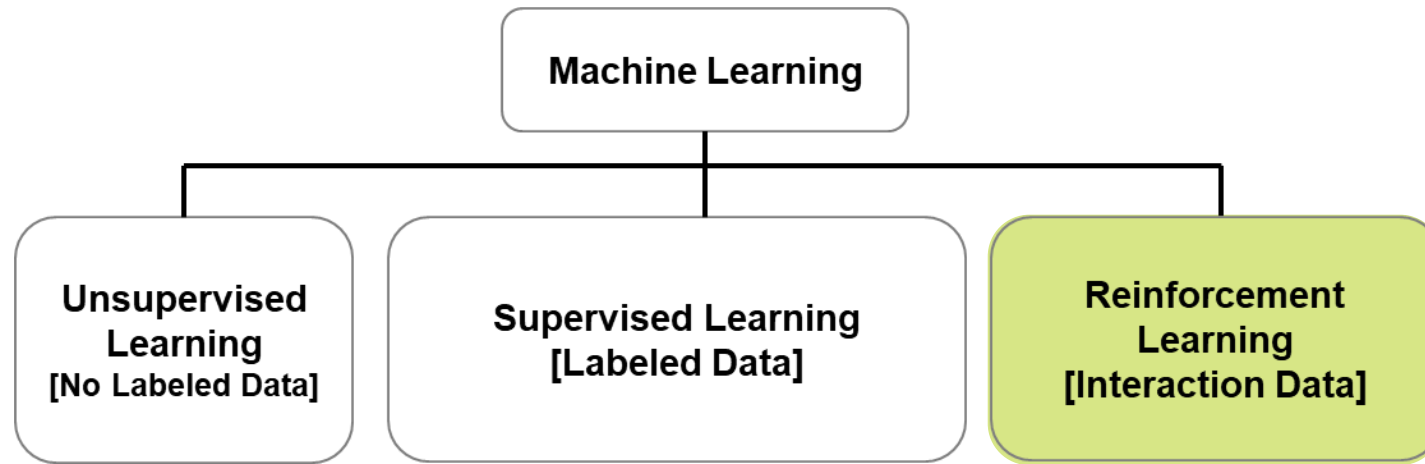 Machine Learning
Unsupervised
Learning
[No Labeled Data]
Supervised Learning
[Labeled Data]
Reinforcement
Learning
[Interaction Data]